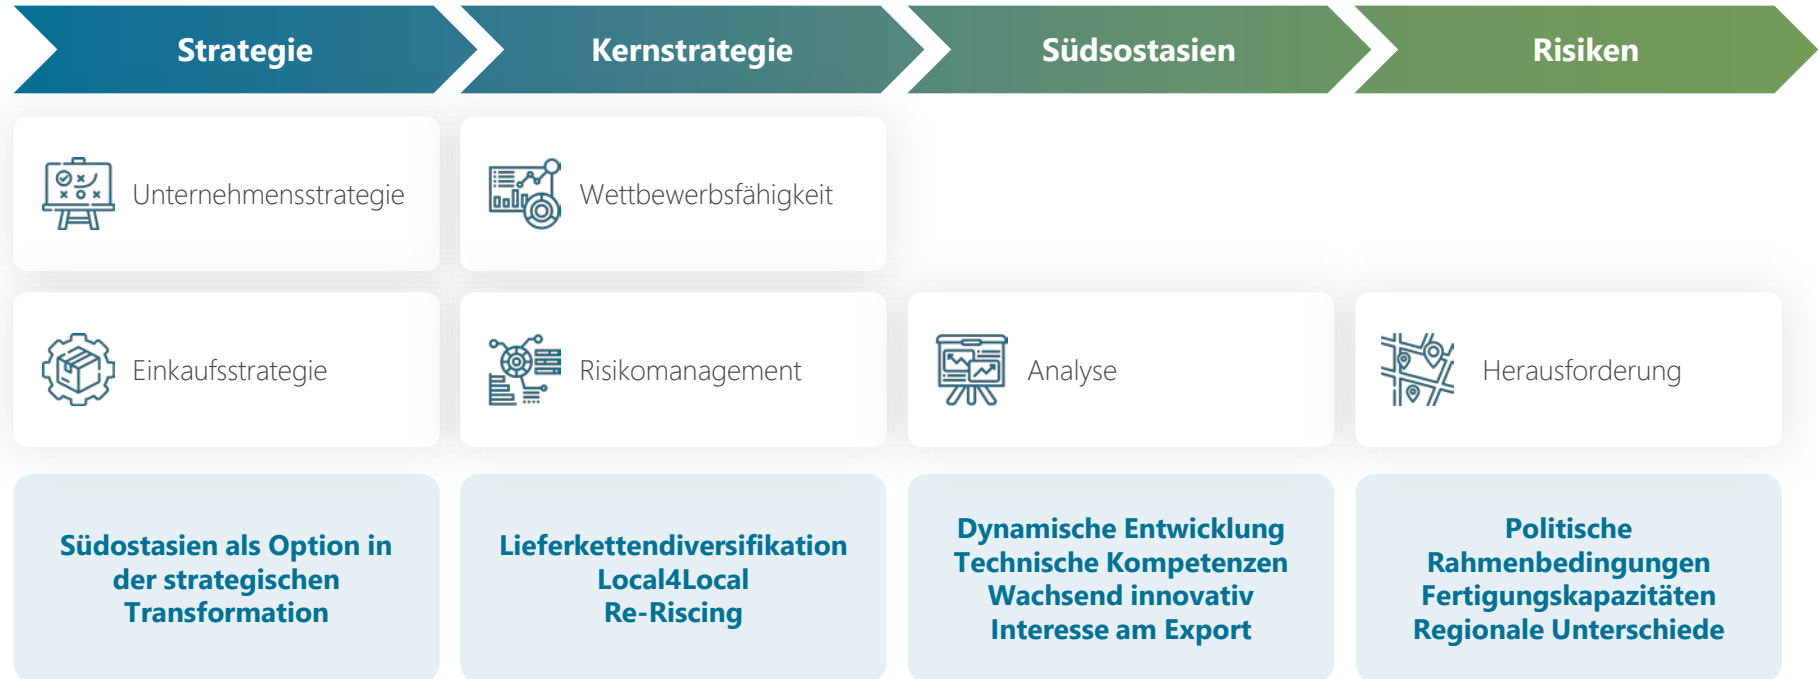 Strategie
Kernstrategie
Südsostasien
Risiken
Unternehmensstrategie
Wettbewerbsfähigkeit
Einkaufsstrategie
Risikomanagement
Analyse
Herausforderung
Südostasien als Option in
der strategischen
Transformation
Lieferkettendiversifikation
Local4Local
Re-Riscing
Dynamische Entwicklung
Technische Kompetenzen
Wachsend innovativ
Interesse am Export
Politische
Rahmenbedingungen
Fertigungskapazitäten
Regionale Unterschiede